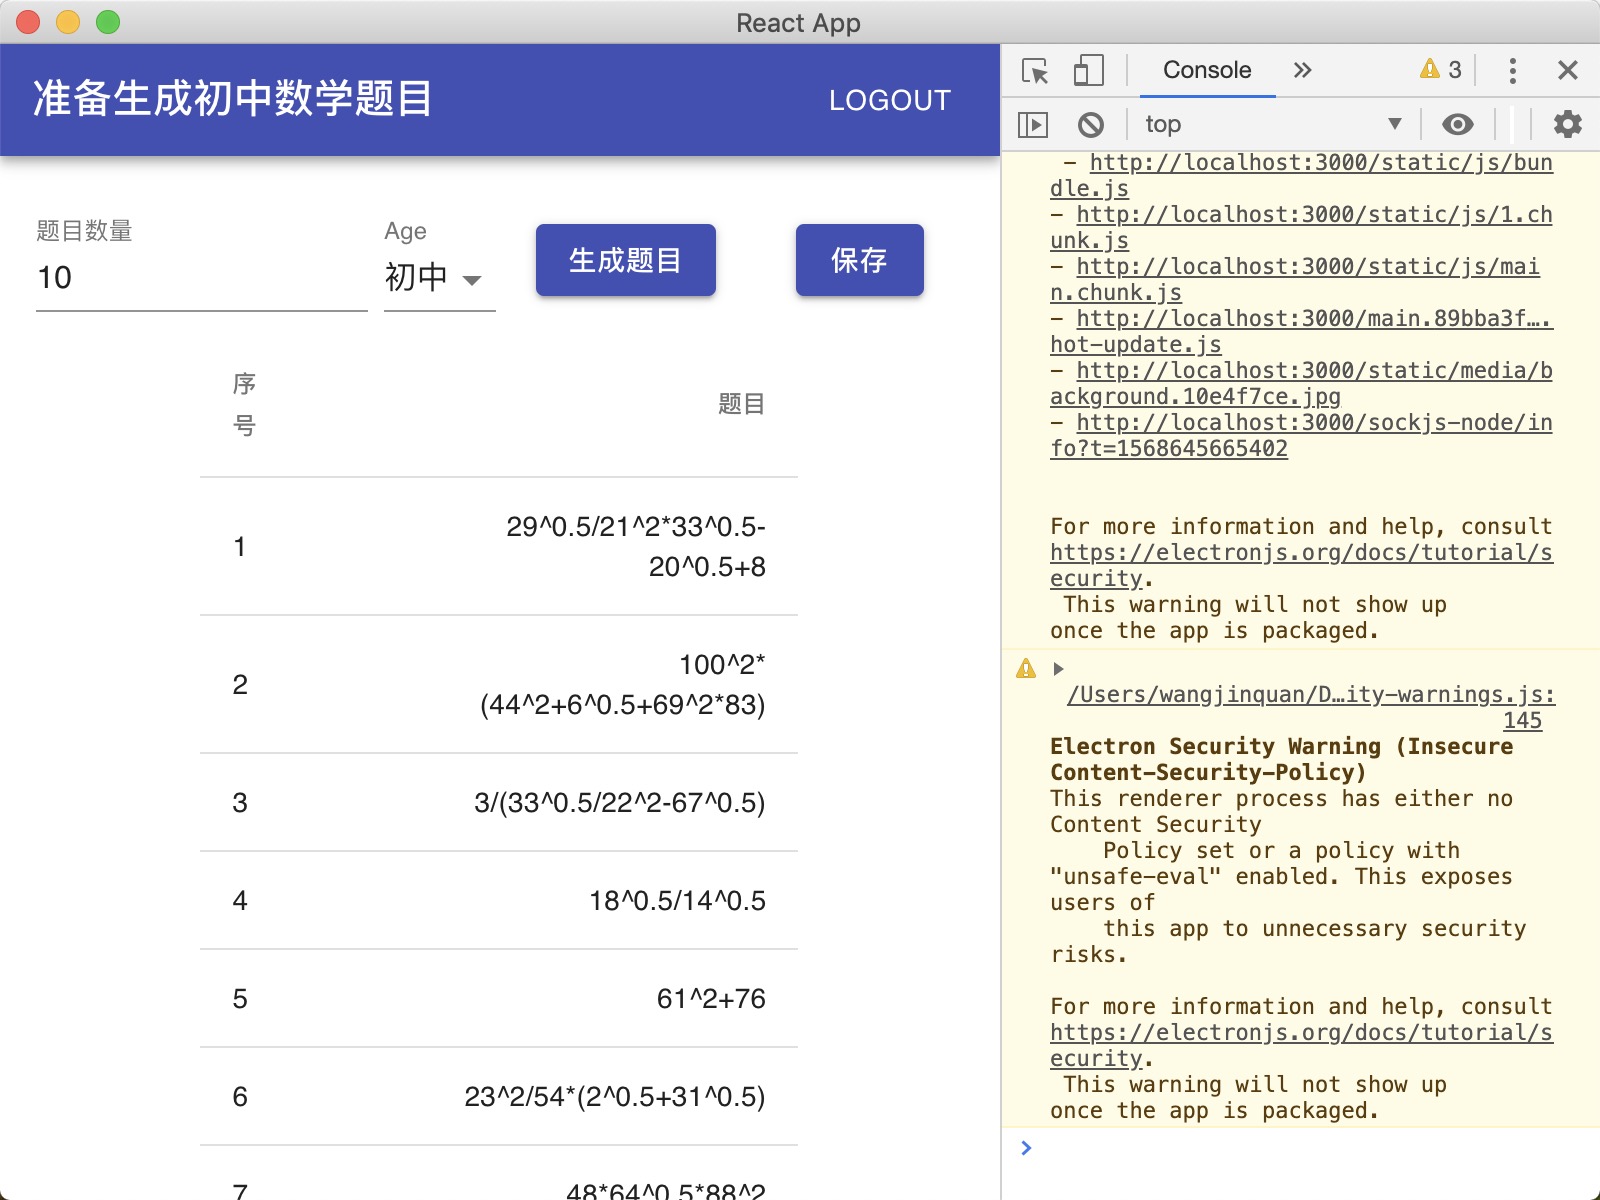 React App
准备生成初中数学题目
LOGOUT
题目数量
10
Age
初中
生成题目
保存
序
号
题目
1
29^0.5/21^2*33^0.5-
20^0.5+8
2
100^2*
(44^2+6^0.5+69^2*83)
3
3/(33^0.5/22^2-67^0.5)
4
18^0.5/14^0.5
5
61^2+76
6
23^2/54*(2^0.5+31^0.5)
7
48*64^0.5*88^2
Console
3
top
- http://localhost:3000/static/js/bun
dle.js
- http://localhost:3000/static/js/1.ch
unk.js
- http://localhost:3000/static/js/mai
n.chunk.js
- http://localhost:3000/main.89bba3f….
hot-update.js
- http://localhost:3000/static/media/b
ackground.10e4f7ce.jpg
- http://localhost:3000/sockjs-node/in
fo?t=1568645665402
For more information and help, consult
https://electronjs.org/docs/tutorial/s
ecurity.
This warning will not show up
once the app is packaged.
/Users/wangjinquan/D…ity-warnings.js:
145
Electron Security Warning (Insecure
Content-Security-Policy)
This renderer process has either no
Content Security
Policy set or a policy with
"unsafe-eval" enabled. This exposes
users of
this app to unnecessary security
risks.
For more information and help, consult
https://electronjs.org/docs/tutorial/s
ecurity.
This warning will not show up
once the app is packaged.